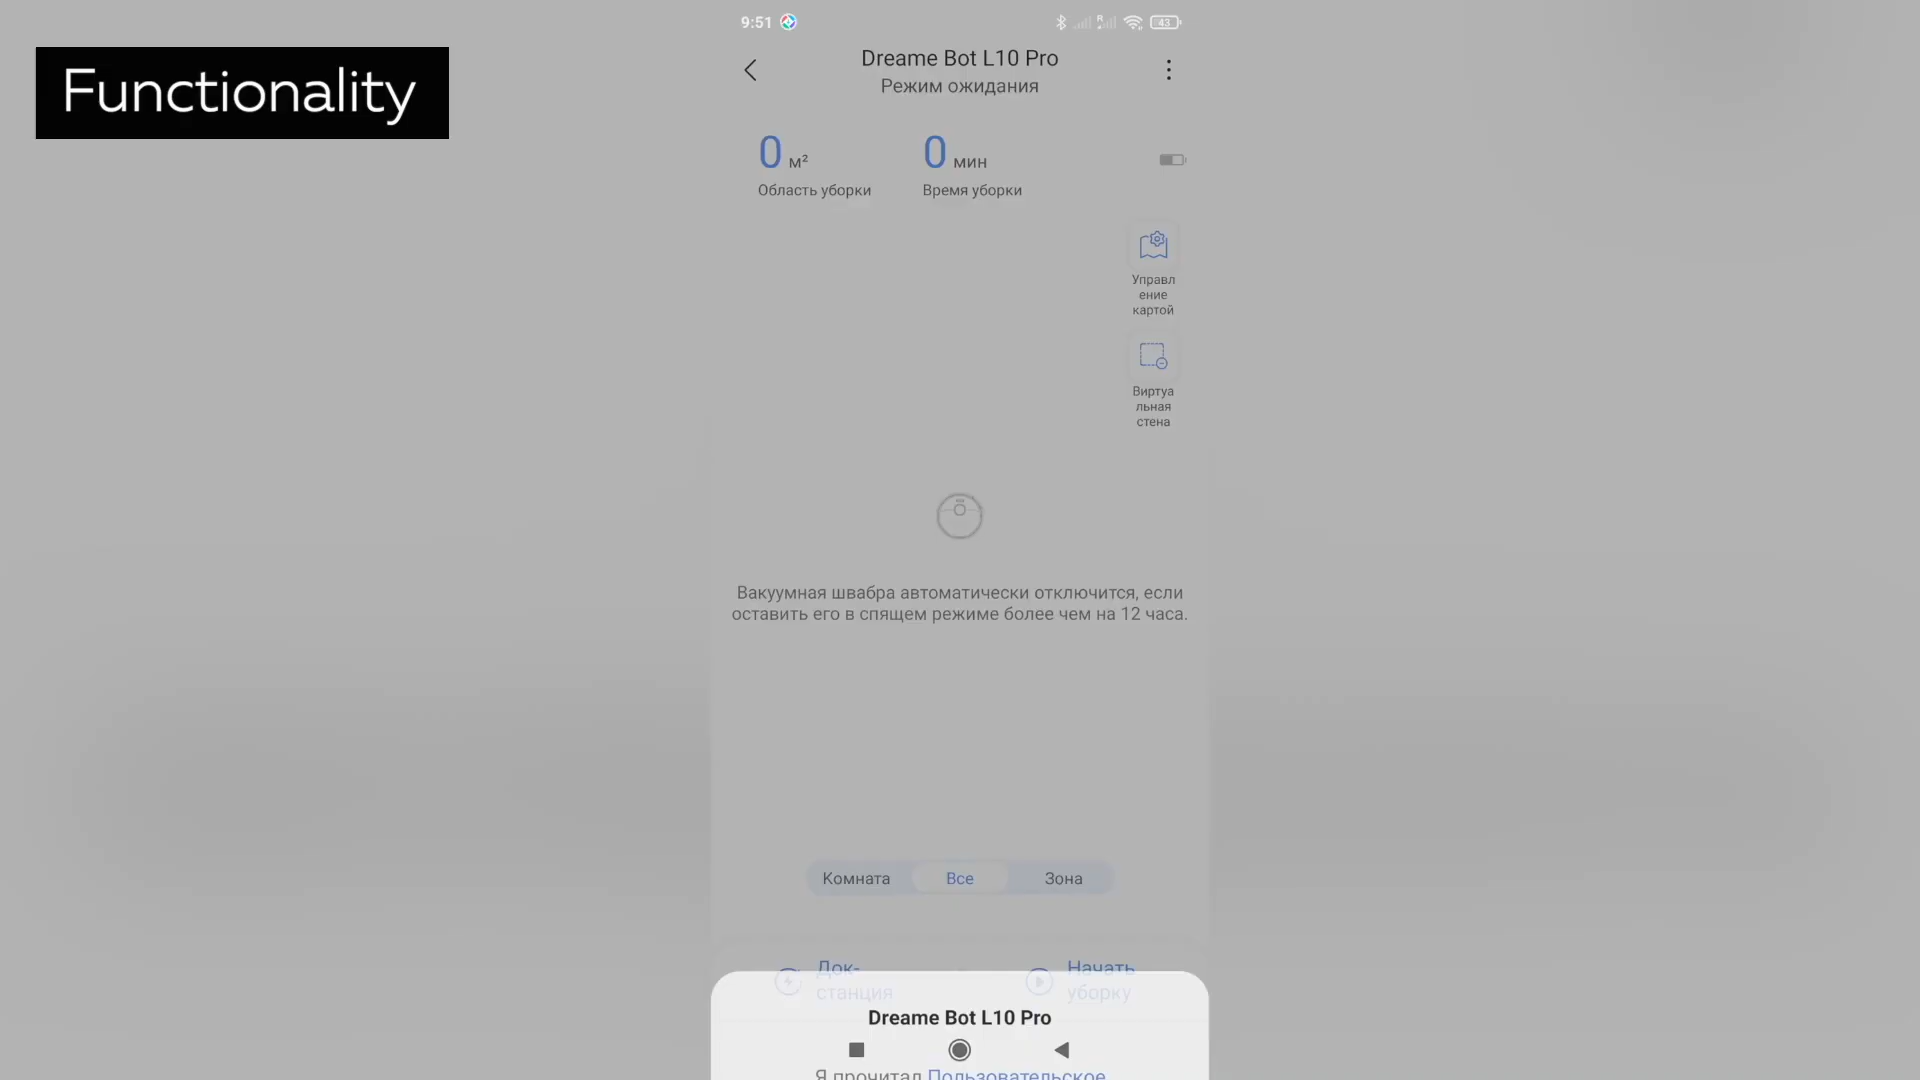 9:51
43
Functionality
Dreame Bot L10 Pro
Режим ожидания
0 м²
0 мин
Область уборки
Время уборки
Управл
ение
картой
Виртуа
льная
стена
Вакуумная швабра автоматически отключится, если
оставить его в спящем режиме более чем на 12 часа.
Комната
Все
Зона
Док-
станция
Начать
уборку
Dreame Bot L10 Pro
Я прочитал Пользовательское